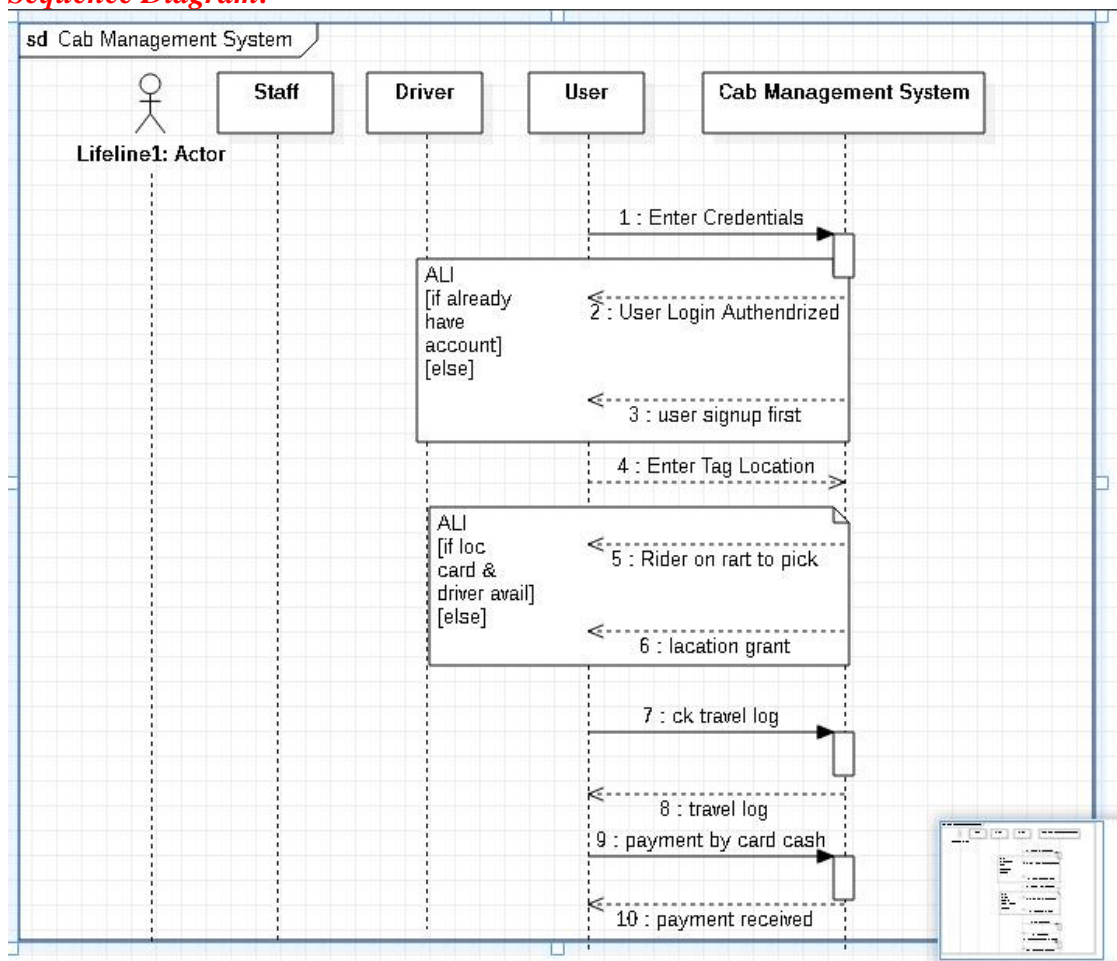 Sequence Diagram:
sd Cab Management System
Staff
Driver
User
Cab Management System
Lifeline1: Actor
1 : Enter Credentials
ALI
[if already
have
account]
[else]
2 : User Login Authendrized
3 : user signup first
4 : Enter Tag Location
ALI
[if loc
card &
driver avail]
[else]
5 : Rider on rart to pick
6 : lacation grant
7 : ck travel log
8 : travel log
9 : payment by card cash
10 : payment received